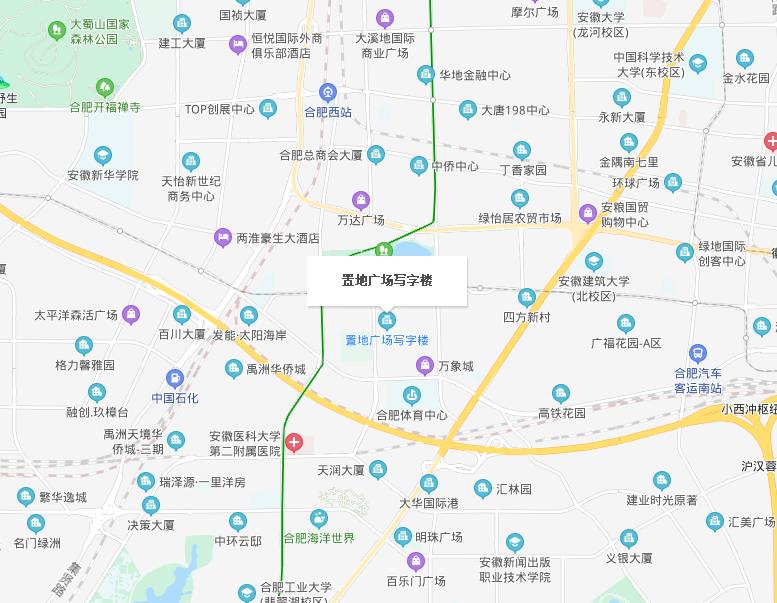 国祯大厦
摩尔广场
安徽大学
(龙河校区)
大蜀山国家
森林公园
建工大厦
恒悦国际外商
俱乐部酒店
大溪地国际
商业广场
中国科学技术
大学(东校区)
金水花园
华地金融中心
合肥开福禅寺
TOP创展中心
合肥西站
大唐198中心
永新大厦
野生
园
安徽新华学院
天怡新世纪
商务中心
合肥总商会大厦
中侨中心
丁香家园
金隅南七里
安徽省儿
环球广场
万达广场
绿怡居农贸市场
安粮国贸
购物中心
两淮豪生大酒店
绿地国际
创客中心
置地广场写字楼
安徽建筑大学
(北校区)
太平洋森活广场
百川大厦
发能·太阳海岸
置地广场写字楼
四方新村
广福花园-A区
格力馨雅园
禹洲华侨城
万象城
合肥汽车
客运南站
中国石化
融创.玖樟台
合肥体育中心
高铁花园
小西冲枢纽
禹洲天境华
侨城-三期
安徽医科大学
第二附属医院
天润大厦
沪汉蓉
瑞泽源·一里洋房
繁华逸城
大华国际港
汇林园
建业时光原著
决策大厦
名门绿洲
中环云邸
合肥海洋世界
明珠广场
安徽新闻出版
职业技术学院
义银大厦
汇美广场
集贤路
百乐门广场
合肥工业大学
(翡翠湖校区)